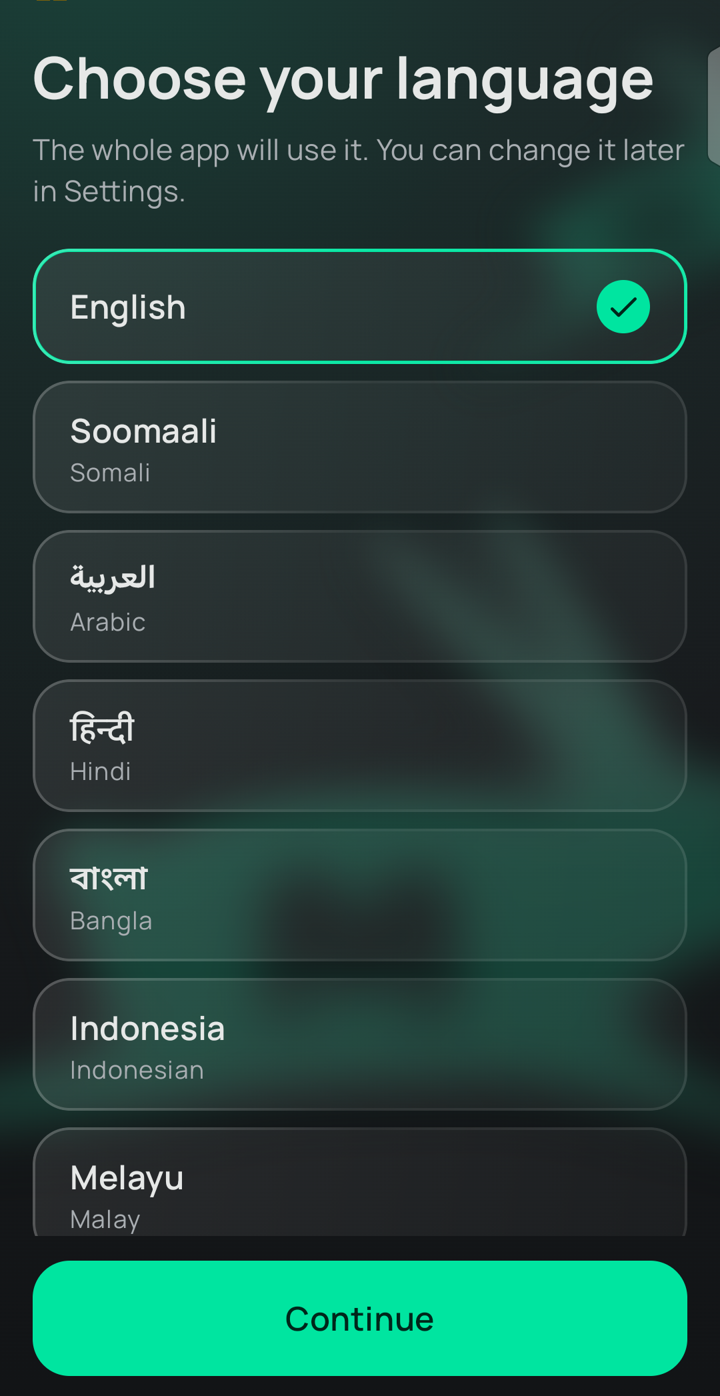 Choose your language
The whole app will use it. You can change it later
in Settings.
English
Soomaali
Somali
العربية
Arabic
हिन्दी
Hindi
বাংলা
Bangla
Indonesia
Indonesian
Melayu
Malay
Continue